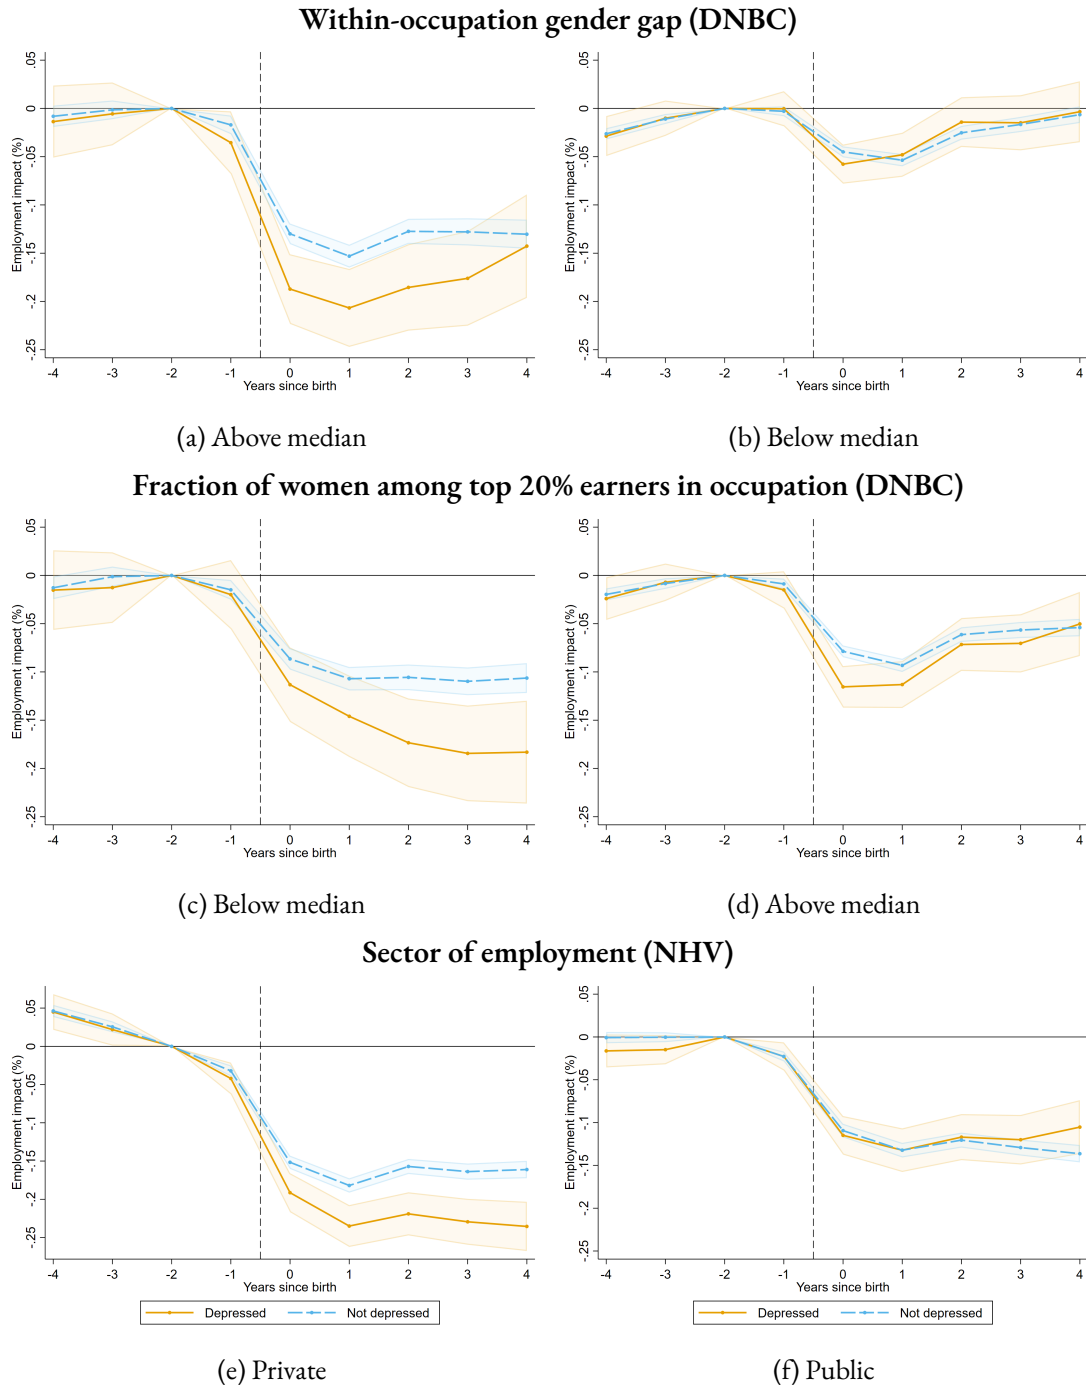 Within-occupation gender gap (DNBC)
Employment impact (%)
.05
0
-.05
-.1
-.15
-.2
-.25
-4 -3 -2 -1 0 1 2 3 4
Years since birth
(a) Above median
Employment impact (%)
.05
0
-.05
-.1
-.15
-.2
-.25
-4 -3 -2 -1 0 1 2 3 4
Years since birth
(b) Below median
Fraction of women among top 20% earners in occupation (DNBC)
Employment impact (%)
.05
0
-.05
-.1
-.15
-.2
-.25
-4 -3 -2 -1 0 1 2 3 4
Years since birth
(c) Below median
Employment impact (%)
.05
0
-.05
-.1
-.15
-.2
-.25
-4 -3 -2 -1 0 1 2 3 4
Years since birth
(d) Above median
Sector of employment (NHV)
Employment impact (%)
.05
0
-.05
-.1
-.15
-.2
-.25
-4 -3 -2 -1 0 1 2 3 4
Years since birth
Depressed Not depressed
(e) Private
Employment impact (%)
.05
0
-.05
-.1
-.15
-.2
-.25
-4 -3 -2 -1 0 1 2 3 4
Years since birth
Depressed Not depressed
(f) Public